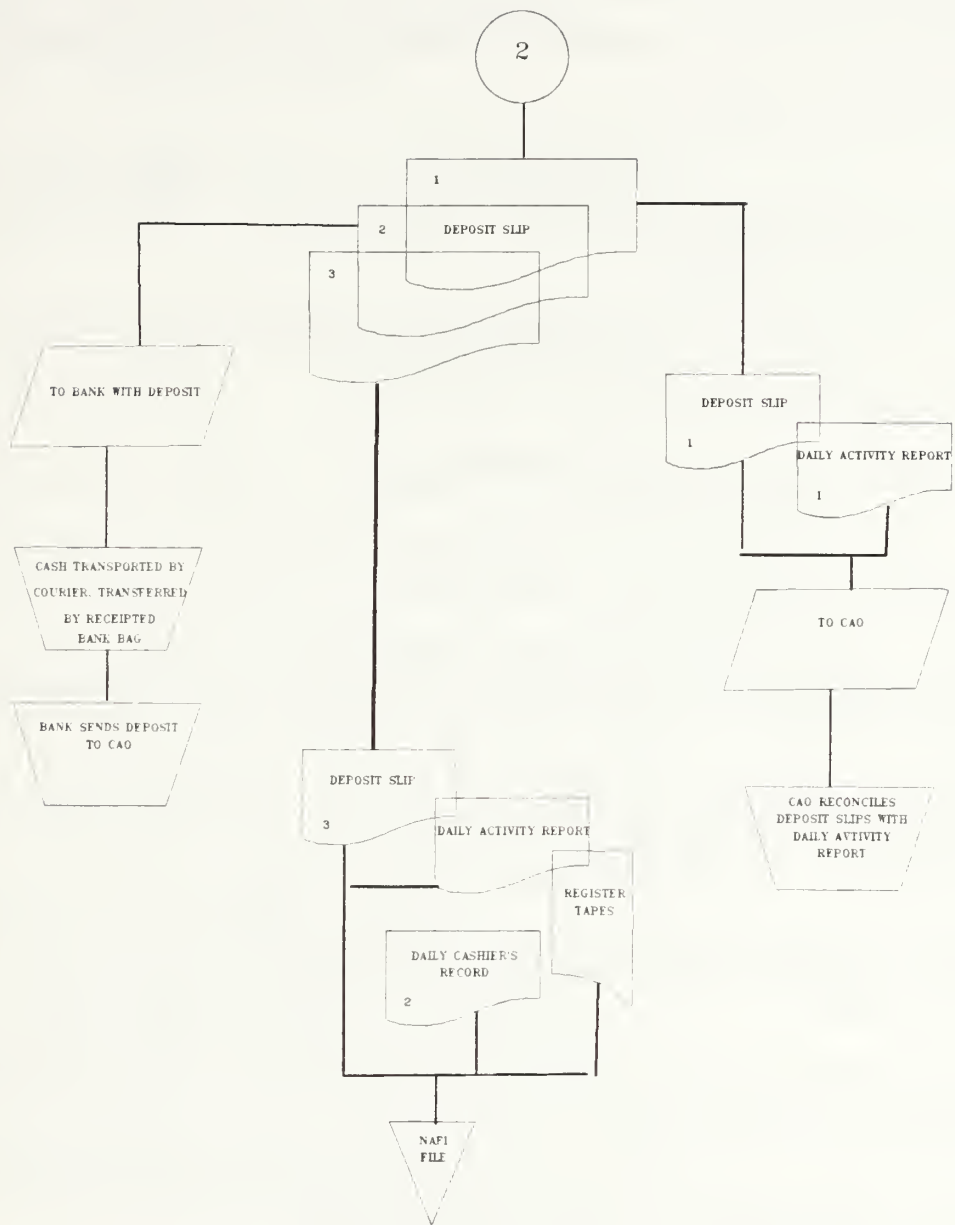 2
1
2 DEPOSIT SLIP
3
TO BANK WITH DEPOSIT
DEPOSIT SLIP
1
DAILY ACTIVITY REPORT
1
CASH TRANSPORTED BY
COURIER. TRANSFERRED
BY RECEIPTED
BANK BAG
TO CAO
BANK SENDS DEPOSIT
TO CAO
DEPOSIT SLIP
3
DAILY ACTIVITY REPORT
CAO RECONCILES
DEPOSIT SLIPS WITH
DAILY AVTIVITY
REPORT
REGISTER
TAPES
DAILY CASHIER'S
RECORD
2
NAFI
FILE